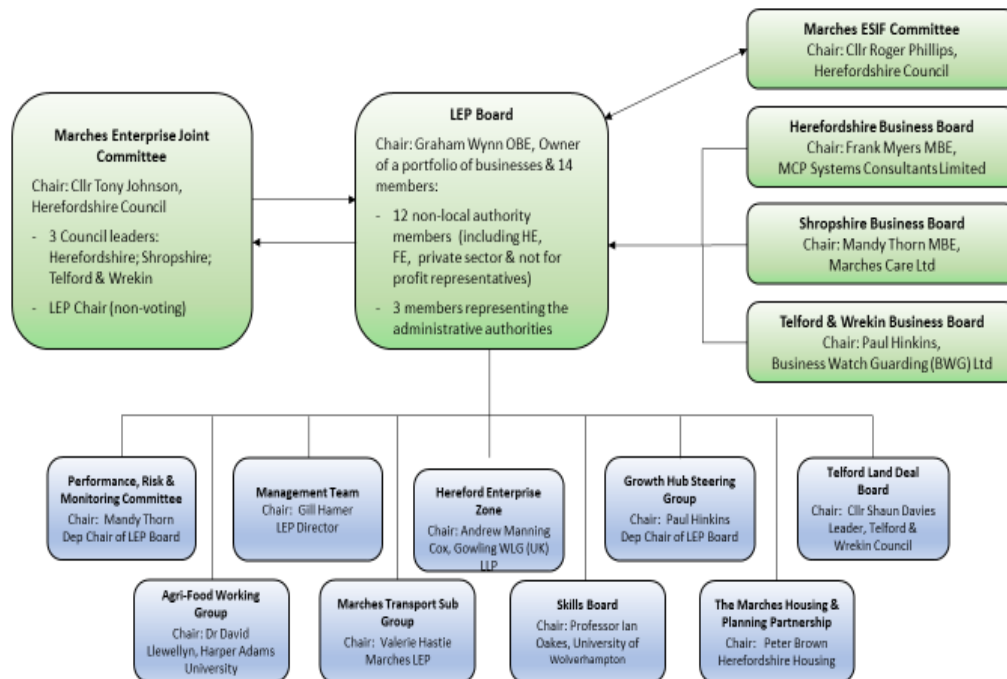 Marches ESIF Committee
Chair: Cllr Roger Phillips,
Herefordshire Council
Marches Enterprise Joint
Committee
Chair: Cllr Tony Johnson,
Herefordshire Council
- 3 Council leaders:
Herefordshire; Shropshire;
Telford & Wrekin
- LEP Chair (non-voting)
LEP Board
Chair: Graham Wynn OBE, Owner
of a portfolio of businesses & 14
members:
- 12 non-local authority
members (including HE,
FE, private sector & not for
profit representatives)
- 3 members representing the
administrative authorities
Herefordshire Business Board
Chair: Frank Myers MBE,
MCP Systems Consultants Limited
Shropshire Business Board
Chair: Mandy Thorn MBE,
Marches Care Ltd
Telford & Wrekin Business Board
Chair: Paul Hinkins,
Business Watch Guarding (BWG) Ltd
Performance, Risk &
Monitoring Committee
Chair: Mandy Thorn
Dep Chair of LEP Board
Management Team
Chair: Gill Hamer
LEP Director
Hereford Enterprise
Zone
Chair: Andrew Manning
Cox, Gowling WLG (UK)
LLP
Growth Hub Steering
Group
Chair: Paul Hinkins
Dep Chair of LEP Board
Telford Land Deal
Board
Chair: Cllr Shaun Davies
Leader, Telford &
Wrekin Council
Agri-Food Working
Group
Chair: Dr David
Llewellyn, Harper Adams
University
Marches Transport Sub
Group
Chair: Valerie Hastie
Marches LEP
Skills Board
Chair: Professor Ian
Oakes, University of
Wolverhampton
The Marches Housing &
Planning Partnership
Chair: Peter Brown
Herefordshire Housing